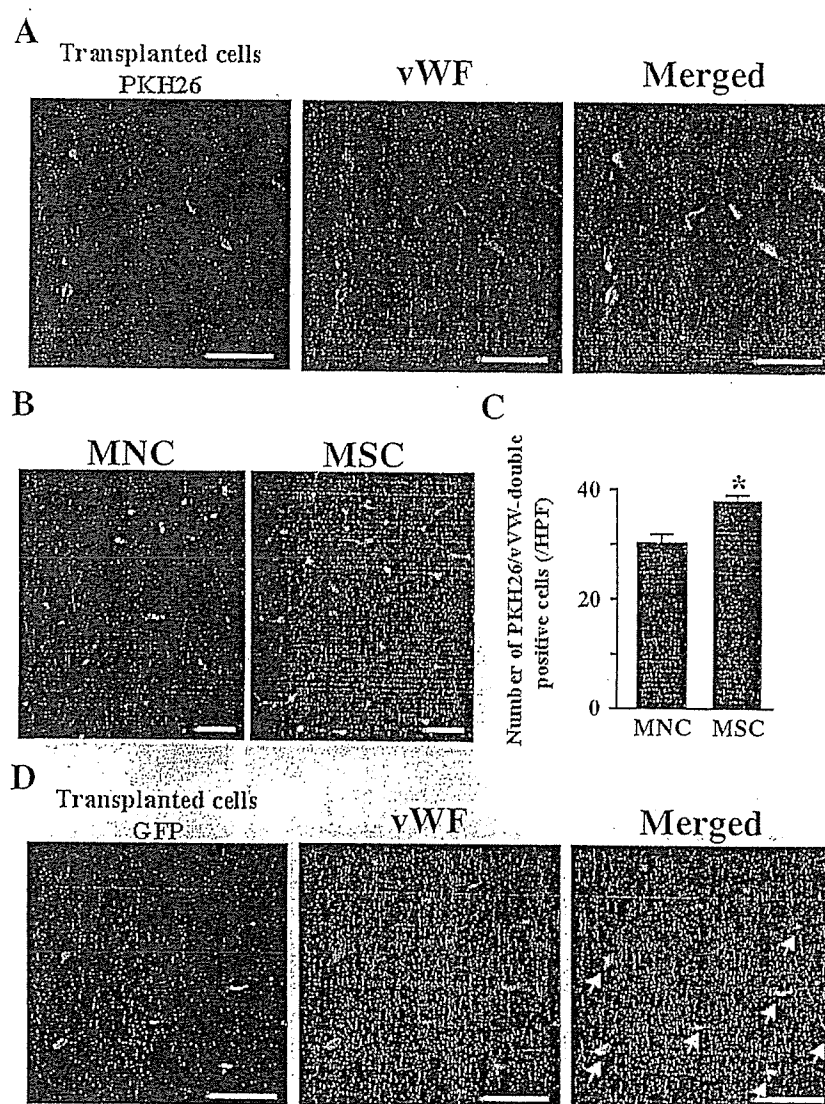 A
Transplanted cells
PKH26
vWF
Merged
B
MNC
MSC
C
Number of PKH26/vVW-double
positive cells (/HPF)
40
20
0
*
MNC
MSC
D
Transplanted cells
GFP
vWF
Merged